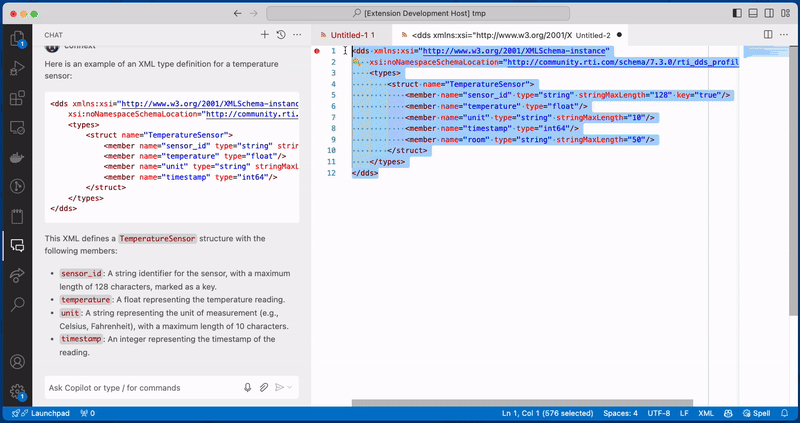 [Extension Development Host] tmp
CHAT
Untitled-1 1
<dds xmlns:xsi="http://www.w3.org/2001/X Untitled-2
Here is an example of an XML type definition for a temperature
sensor:
<dds xmlns:xsi="http://www.w3.org/2001/XMLSchema-instance
xsi:noNamespaceSchemaLocation="http://community.rti.
<types>
<struct name="TemperatureSensor">
<member name="sensor_id" type="string" strin
<member name="temperature" type="float"/>
<member name="unit" type="string" stringMaxL
<member name="timestamp" type="int64"/>
</struct>
</types>
</dds>
This XML defines a TemperatureSensor structure with the
following members:
• sensor_id: A string identifier for the sensor, with a maximum
length of 128 characters, marked as a key.
• temperature: A float representing the temperature reading.
• unit: A string representing the unit of measurement (e.g.,
Celsius, Fahrenheit), with a maximum length of 10 characters.
• timestamp: An integer representing the timestamp of the
reading.
Ask Copilot or type / for commands
1 <dds xmlns:xsi="http://www.w3.org/2001/XMLSchema-instance"
2 xsi:noNamespaceSchemaLocation="http://community.rti.com/schema/7.3.0/rti_dds_profil
3 <types>
4 <struct name="TemperatureSensor">
5 <member name="sensor_id" type="string" stringMaxLength="128" key="true"/>
6 <member name="temperature" type="float"/>
7 <member name="unit" type="string" stringMaxLength="10"/>
8 <member name="timestamp" type="int64"/>
9 <member name="room" type="string" stringMaxLength="50"/>
10 </struct>
11 </types>
12 </dds>
Launchpad 0 Ln 1, Col 1 (576 selected) Spaces: 4 UTF-8 LF XML Spell